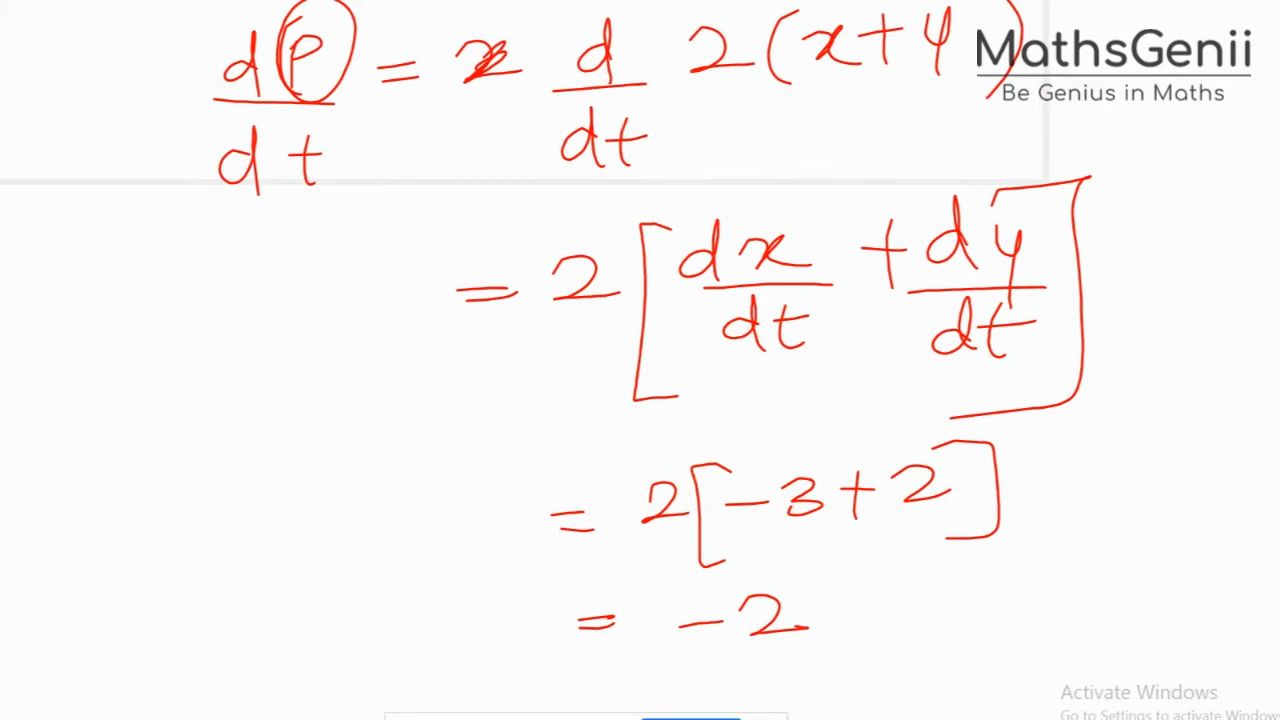 dP/dt = d/dt 2(x+y)
MathsGenii
Be Genius in Maths
= 2[dx/dt + dy/dt]
= 2[-3+2]
= -2
Activate Windows
Go to Settings to activate Window